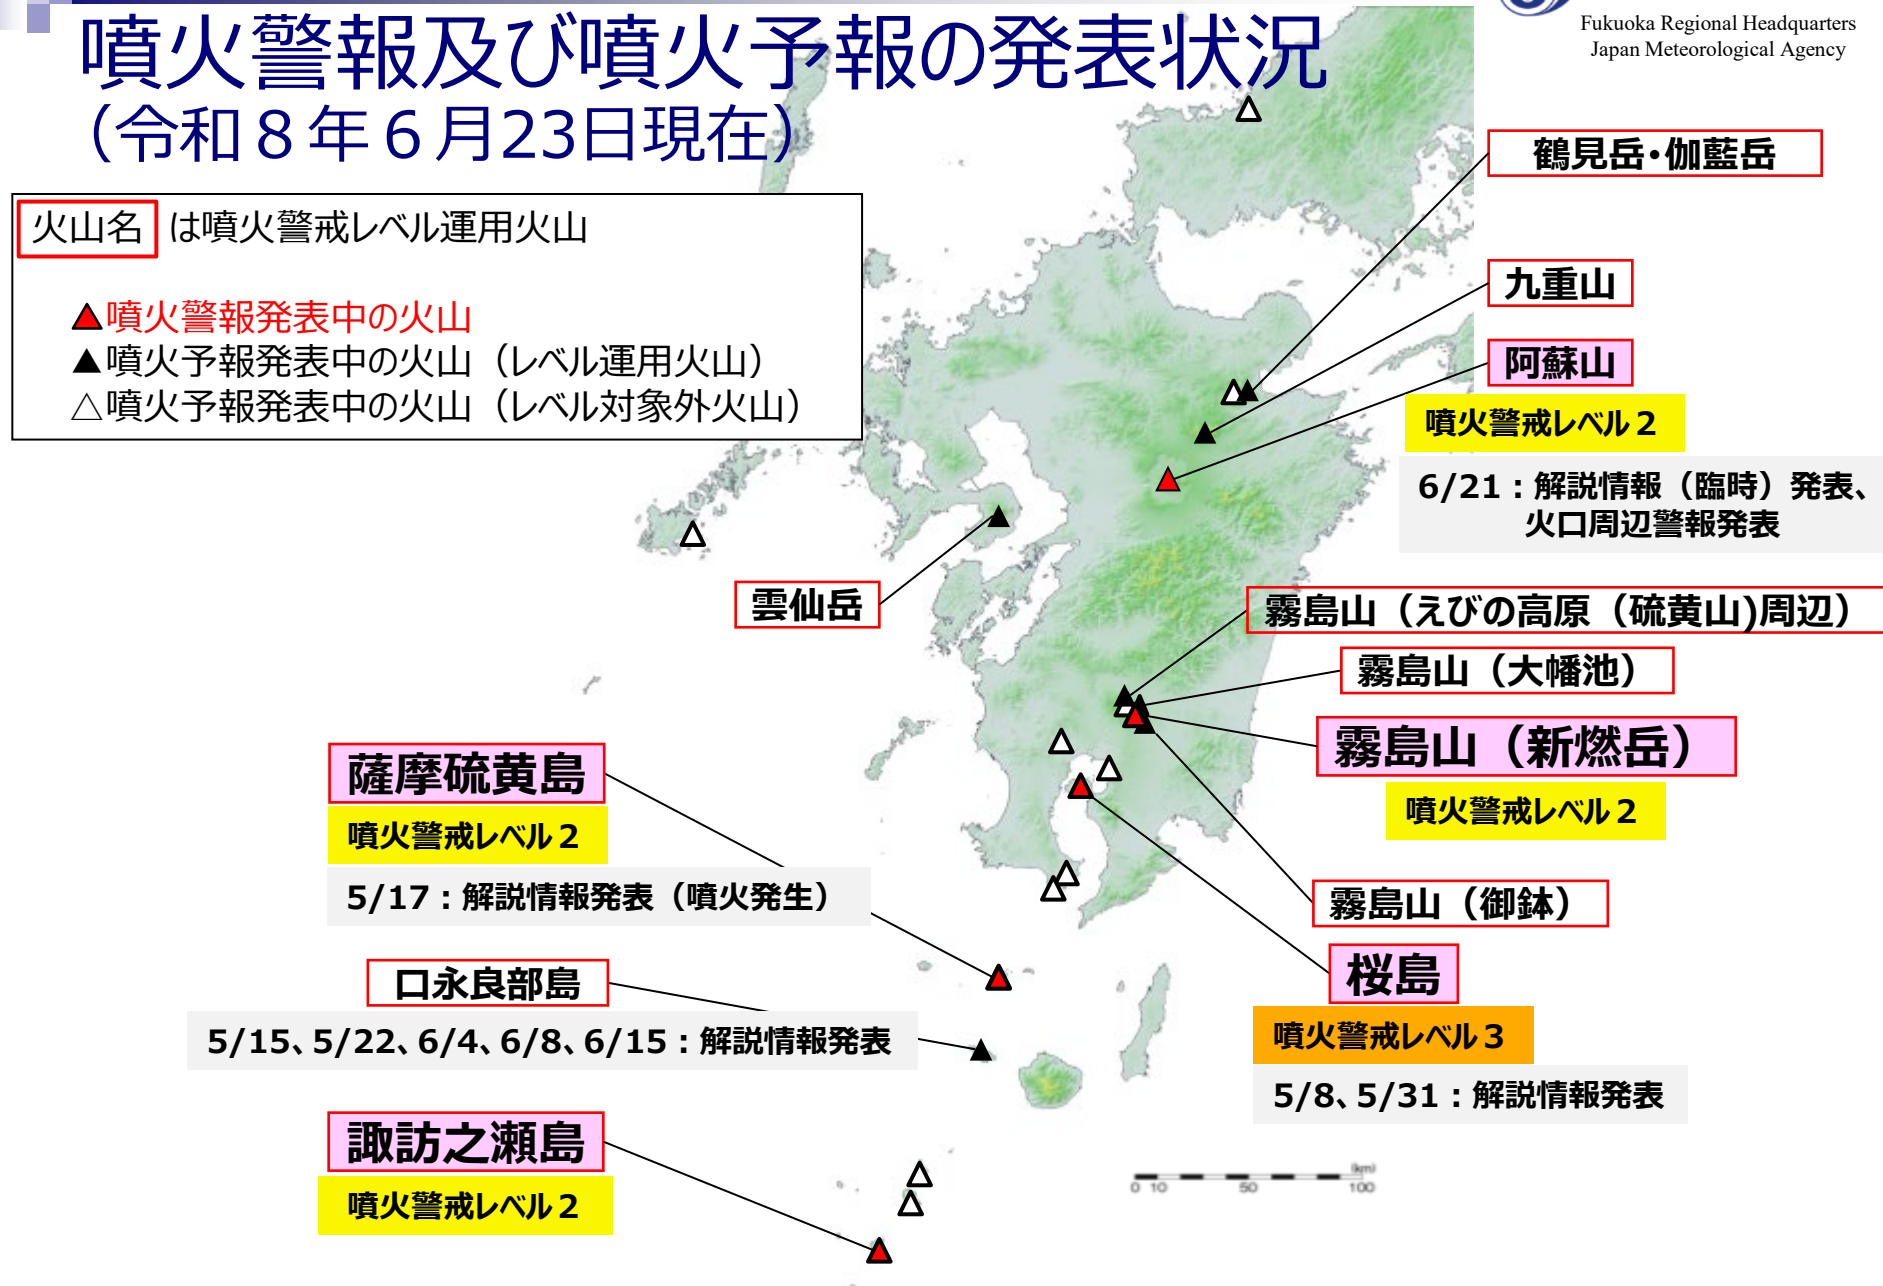 噴火警報及び噴火予報の発表状況
（令和８年６月23日現在）
Fukuoka Regional Headquarters
Japan Meteorological Agency
火山名 は噴火警戒レベル運用火山
▲噴火警報発表中の火山
▲噴火予報発表中の火山（レベル運用火山）
△噴火予報発表中の火山（レベル対象外火山）
鶴見岳・伽藍岳
九重山
阿蘇山
噴火警戒レベル２
6/21：解説情報（臨時）発表、
火口周辺警報発表
雲仙岳
霧島山（えびの高原（硫黄山)周辺）
霧島山（大幡池）
霧島山（新燃岳）
噴火警戒レベル２
霧島山（御鉢）
薩摩硫黄島
噴火警戒レベル２
5/17：解説情報発表（噴火発生）
口永良部島
5/15、5/22、6/4、6/8、6/15：解説情報発表
桜島
噴火警戒レベル３
5/8、5/31：解説情報発表
諏訪之瀬島
噴火警戒レベル２
(km)
0 10 50 100